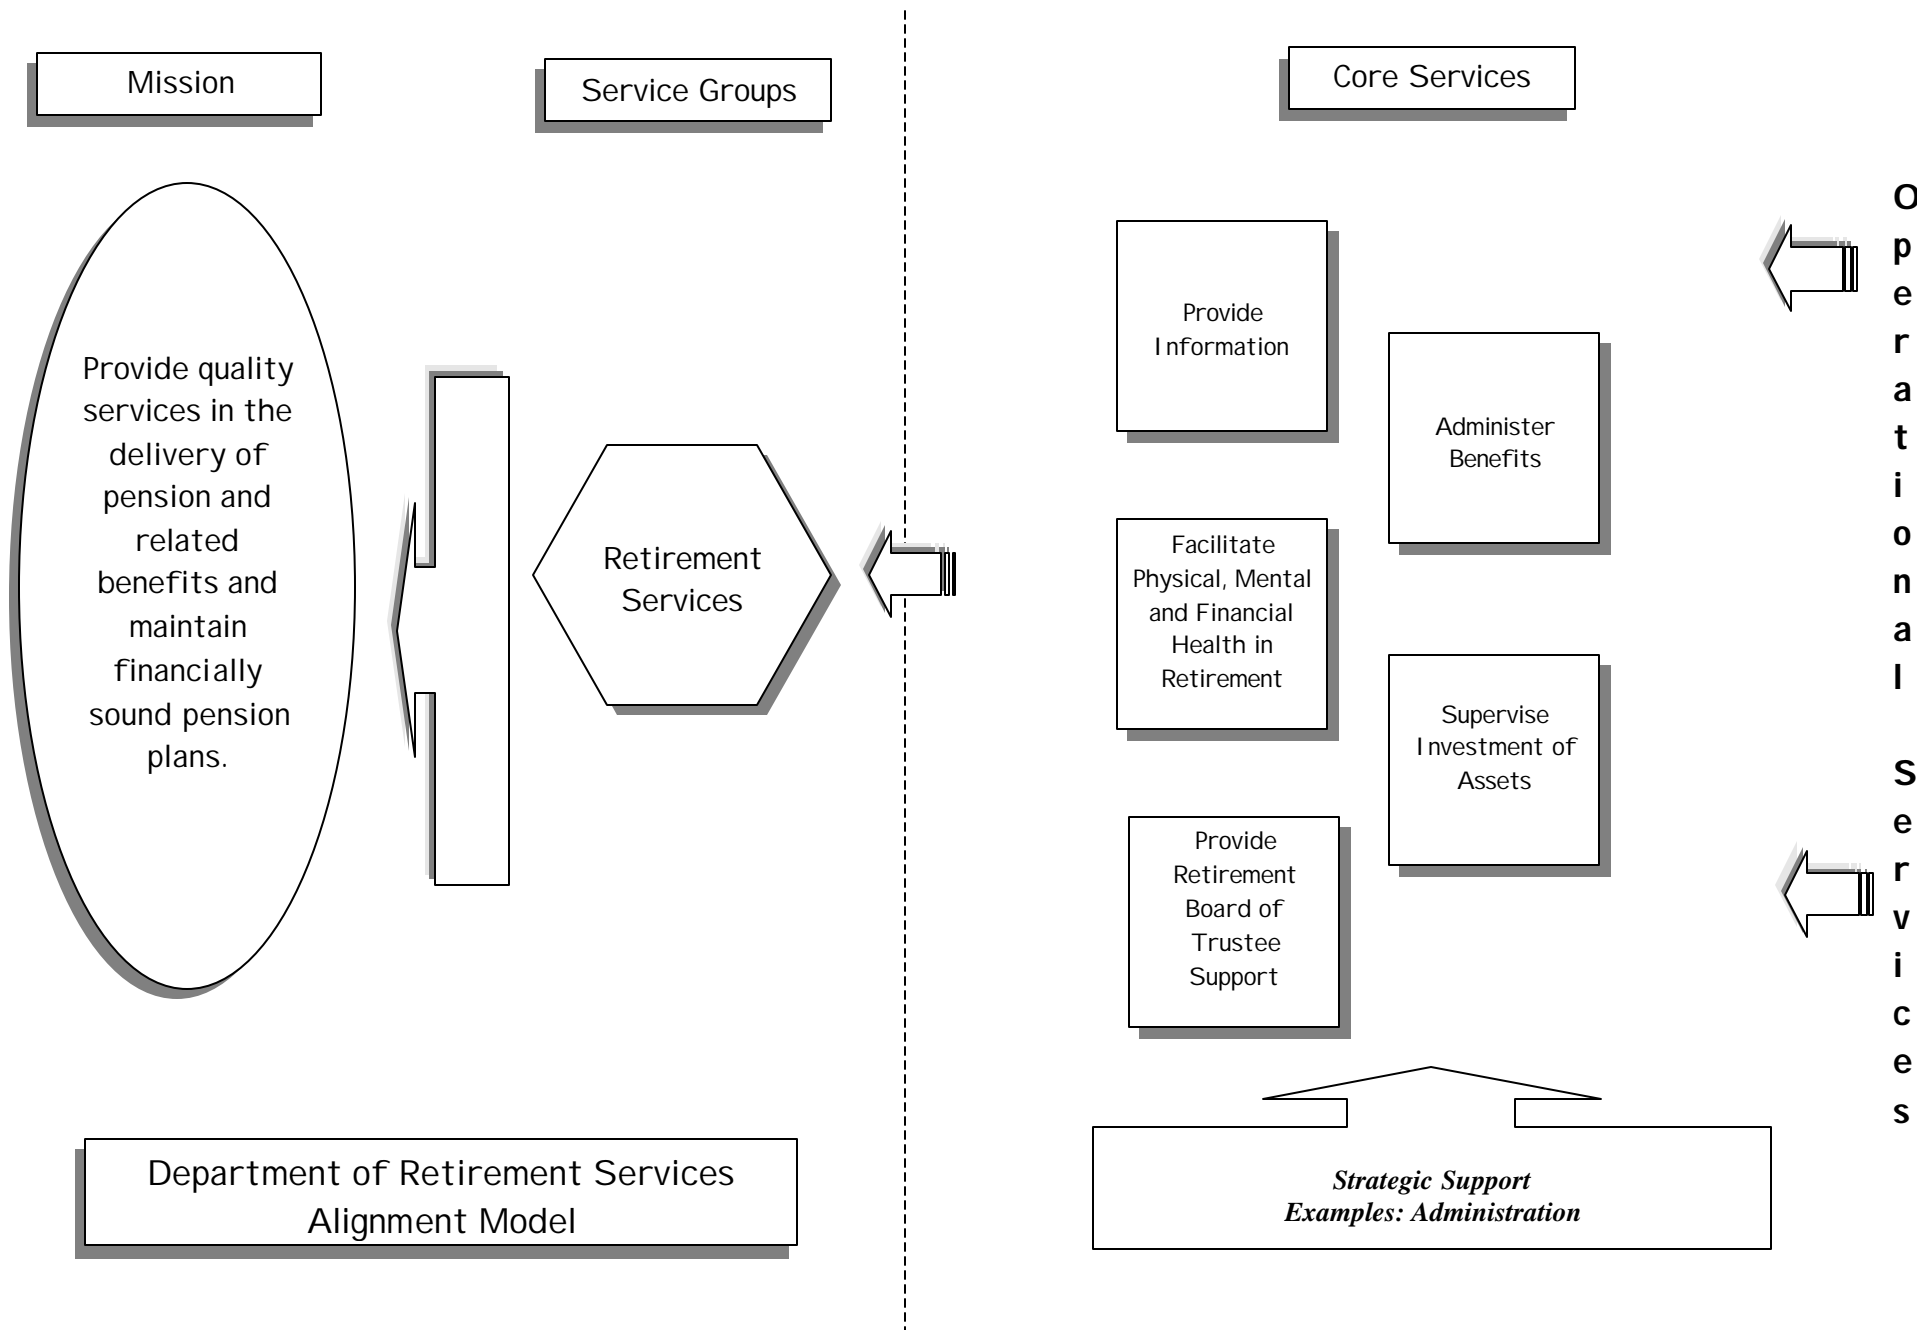 Mission
Service Groups
Core Services
Provide quality
services in the
delivery of
pension and
related
benefits and
maintain
financially
sound pension
plans.
Retirement
Services
Provide
Information
Administer
Benefits
Facilitate
Physical, Mental
and Financial
Health in
Retirement
Supervise
Investment of
Assets
Provide
Retirement
Board of
Trustee
Support
Operational Services
Department of Retirement Services
Alignment Model
Strategic Support
Examples: Administration